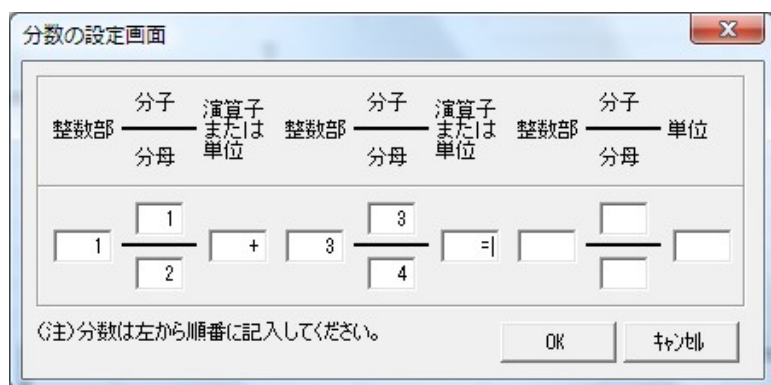 分数の設定画面
整数部 分子 演算子または単位 整数部 分子 演算子または単位 整数部 分子 単位
分母 分母 分母
1 1 + 3 3 =
2 4
(注)分数は左から順番に記入してください。
OK キャンセル